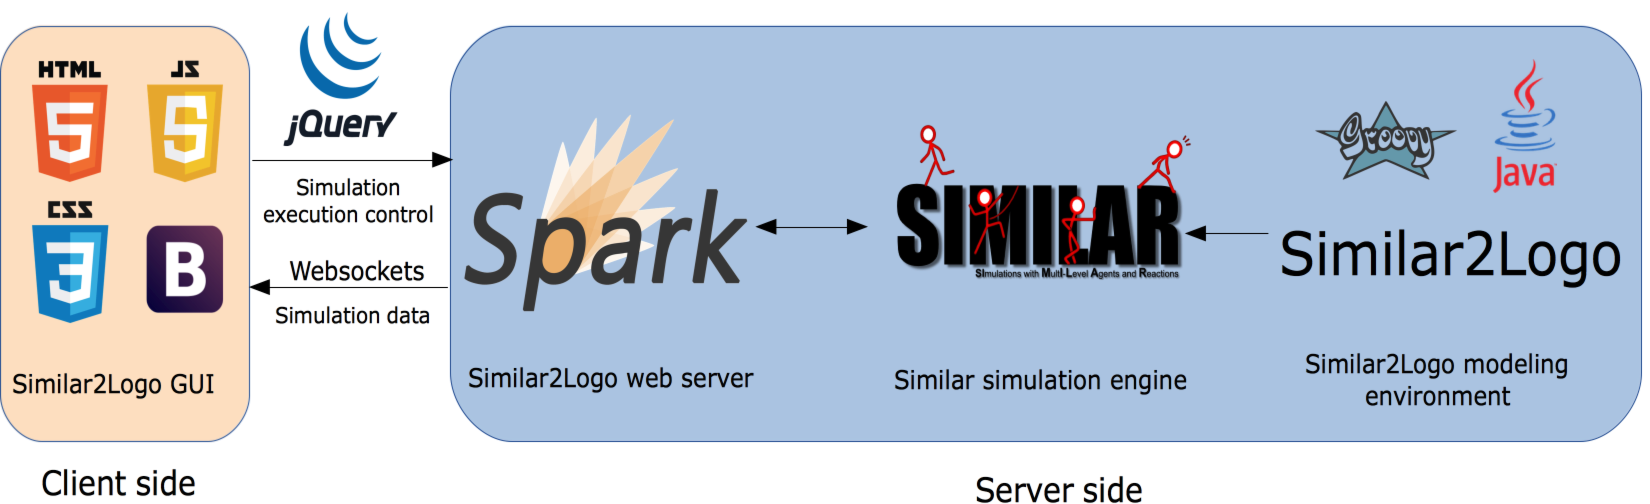 HTML
JS
5
S
CSS
3
B
Similar2Logo GUI
Client side
jQuery
Simulation
execution control
Websockets
Simulation data
Spark
Similar2Logo web server
SIMILAR
SImulations with MultI-Level Agents and Reactions
Similar simulation engine
Groovy
Java
Similar2Logo
Similar2Logo modeling
environment
Server side